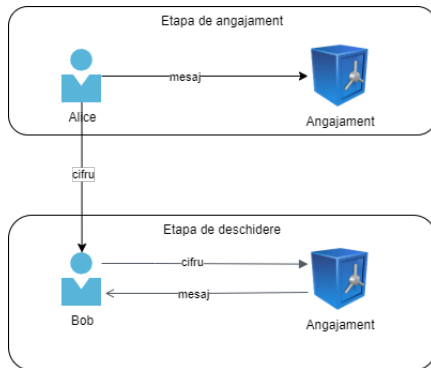 Etapa de angajament
mesaj
Alice
Angajament
cifru
Etapa de deschidere
cifru
mesaj
Bob
Angajament